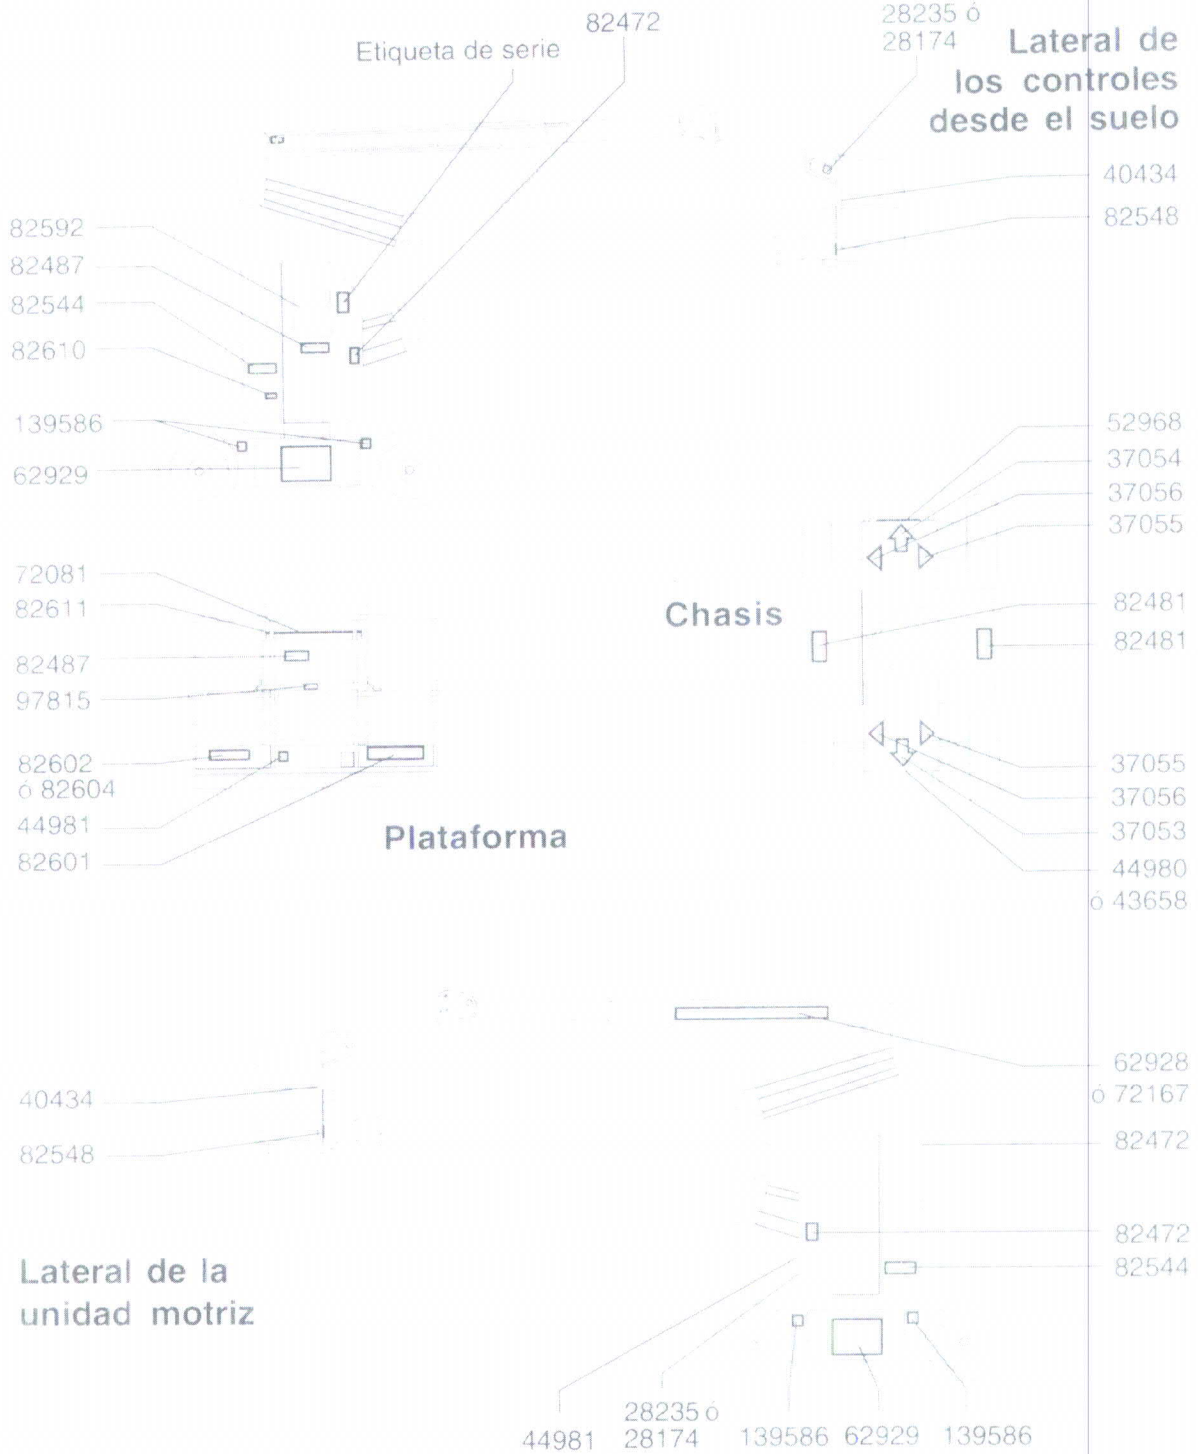 82472
28235 ó
28174
Etiqueta de serie
Lateral de
los controles
desde el suelo
40434
82548
82592
82487
82544
82610
139586
62929
52968
37054
37056
37055
72081
82611
82487
97815
82602
ó 82604
44981
82601
Plataforma
Chasis
82481
82481
37055
37056
37053
44980
ó 43658
62928
ó 72167
40434
82548
82472
82472
82544
Lateral de la
unidad motriz
44981
28235 ó
28174
139586
62929
139586